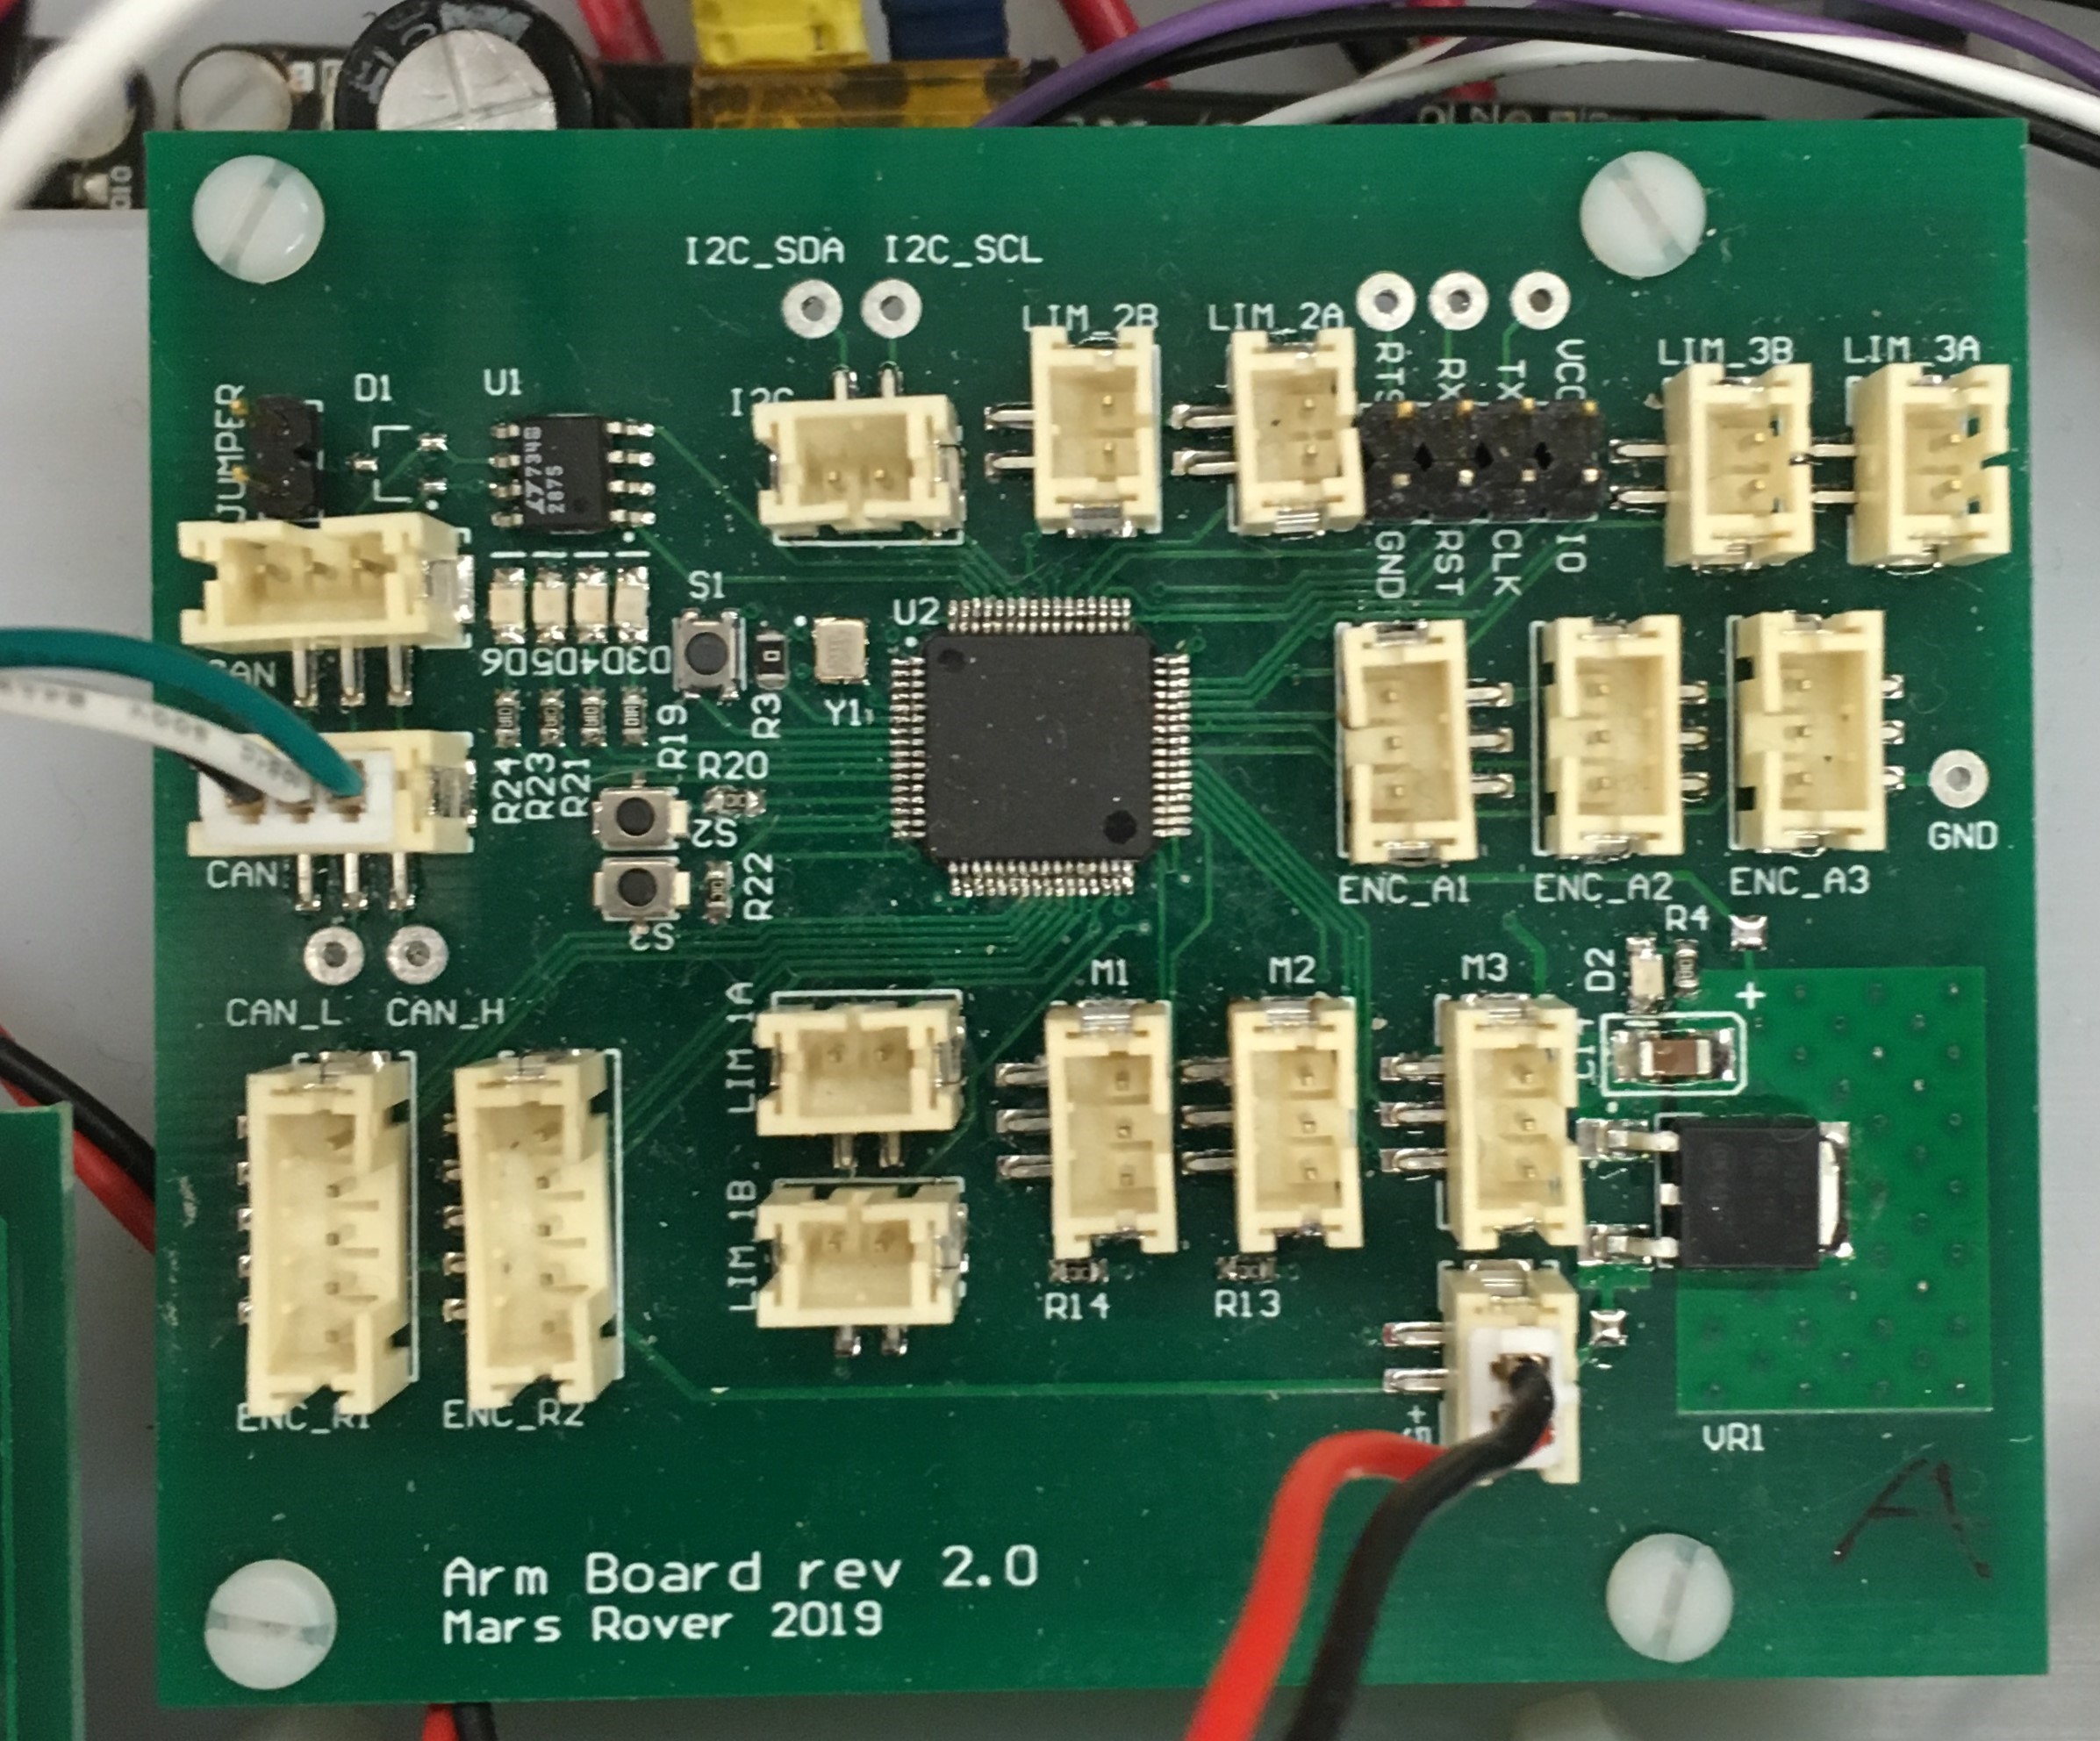 I2C_SDA I2C_SCL
LIM_2B LIM_2A
RTS RX TX VCC
LIM_3B LIM_3A
JUMPER D1 U1 I2C
GND RST CLK IO
S1 U2
CAN
D6 D5 D4 D3
R19 R3 Y1
R24 R23 R21 R20
S2
GND
CAN R22
ENC_A1 ENC_A2 ENC_A3
S3 R4
M1 M2 M3 D2
+
CAN_L CAN_H LIM_1A
C14
LIM_1B
R14 R13
ENC_R1 ENC_R2
VR1
A
Arm Board rev 2.0
Mars Rover 2019